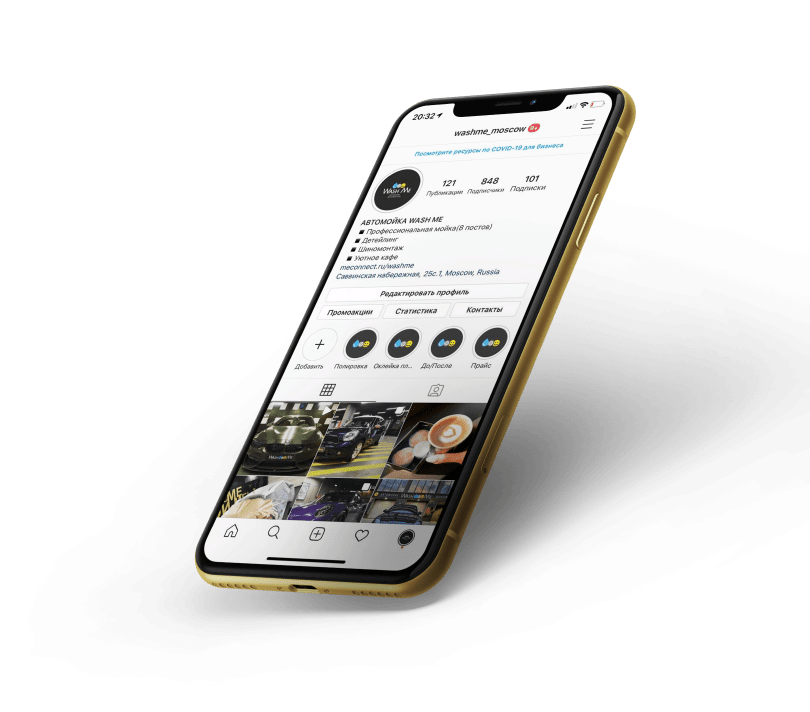 20:32
washme_moscow 9+
Посмотрите ресурсы по COVID-19 для бизнеса
WASH ME
121 848 101
Публикации Подписчики Подписки
АВТОМОЙКА WASH ME
Профессиональная мойка(8 постов)
Детейлинг
Шиномонтаж
Уютное кафе
meconnect.ru/washme
Саввинская набережная, 25с.1, Moscow, Russia
Редактировать профиль
Промоакции Статистика Контакты
Добавить Полировка Оклейка пл... До/После Прайс